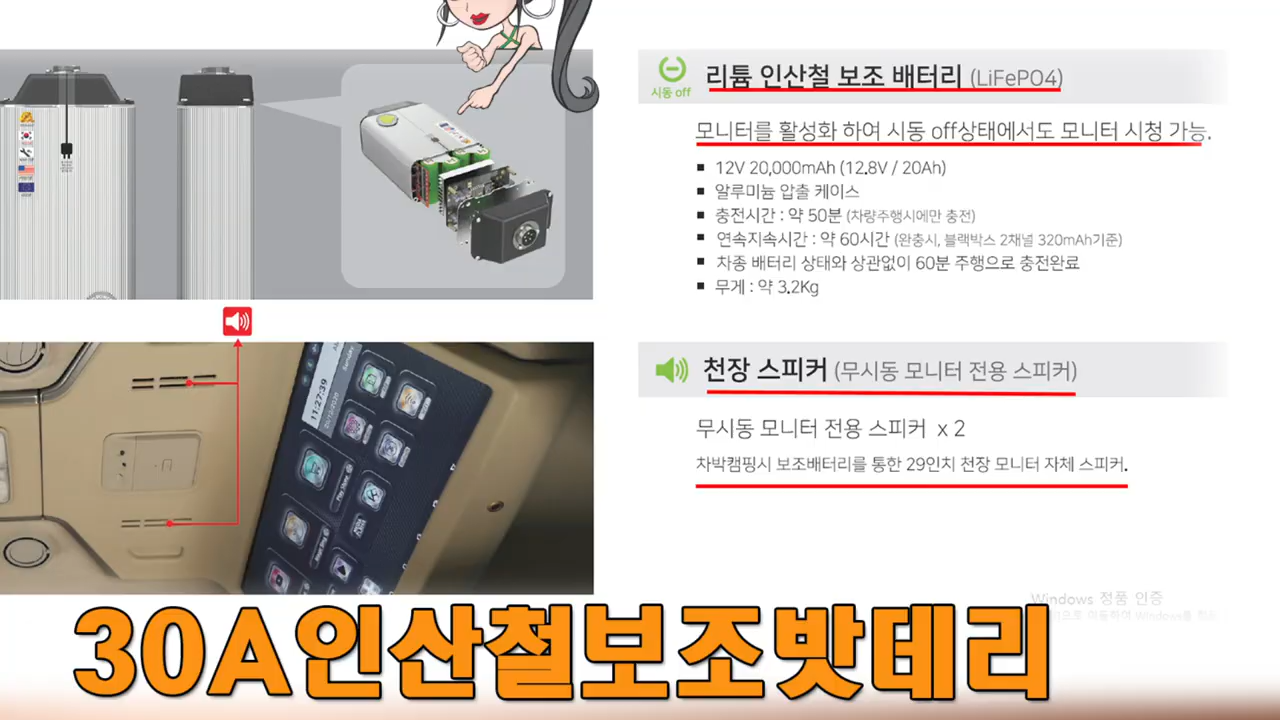 시동 off
리튬 인산철 보조 배터리 (LiFePO4)
모니터를 활성화 하여 시동 off상태에서도 모니터 시청 가능.
▪ 12V 20,000mAh (12.8V / 20Ah)
▪ 알루미늄 압출 케이스
▪ 충전시간 : 약 50분 (차량주행시에만 충전)
▪ 연속지속시간 : 약 60시간 (완충시, 블랙박스 2채널 320mAh기준)
▪ 차종 배터리 상태와 상관없이 60분 주행으로 충전완료
▪ 무게 : 약 3.2Kg
11:27:39
천장 스피커 (무시동 모니터 전용 스피커)
무시동 모니터 전용 스피커 x 2
차박캠핑시 보조배터리를 통한 29인치 천장 모니터 자체 스피커.
Windows 정품 인증
30A인산철보조밧데리